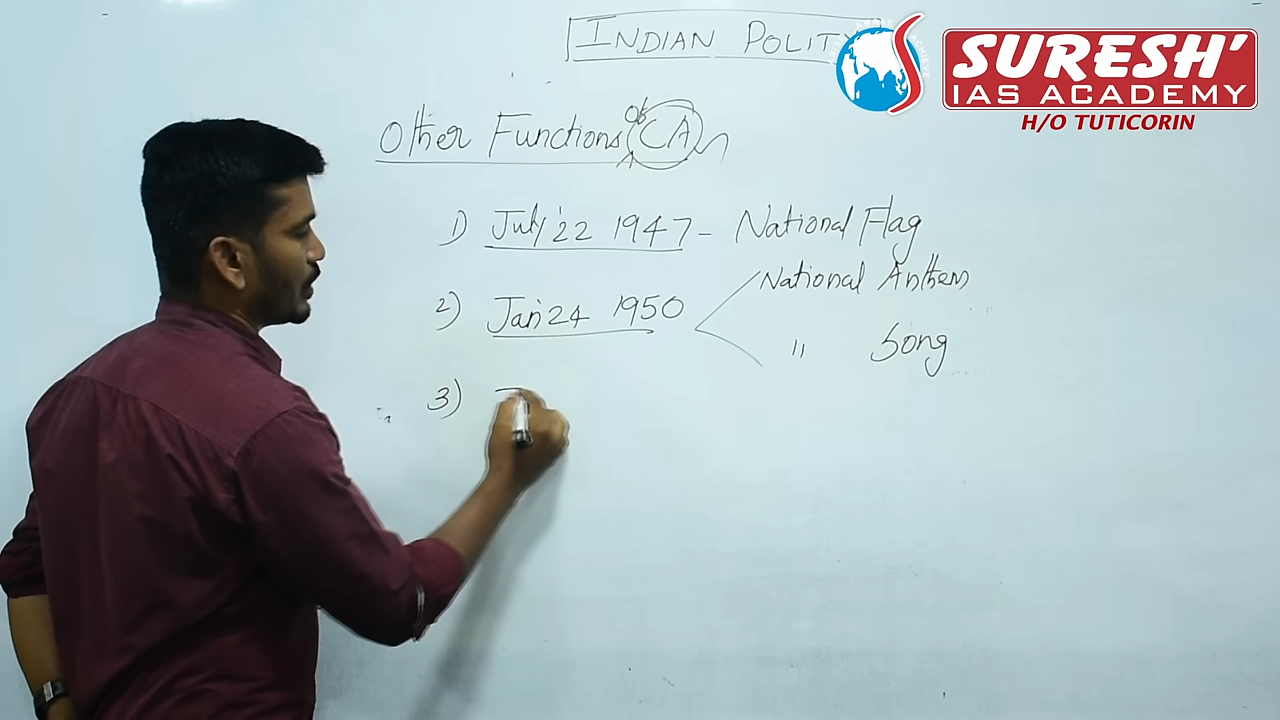 INDIAN POLITY
SURESH'
IAS ACADEMY
H/O TUTICORIN
Other Functions of CA
1) July'22 1947 - National Flag
2) Jan'24 1950
National Anthem
" Song
3)